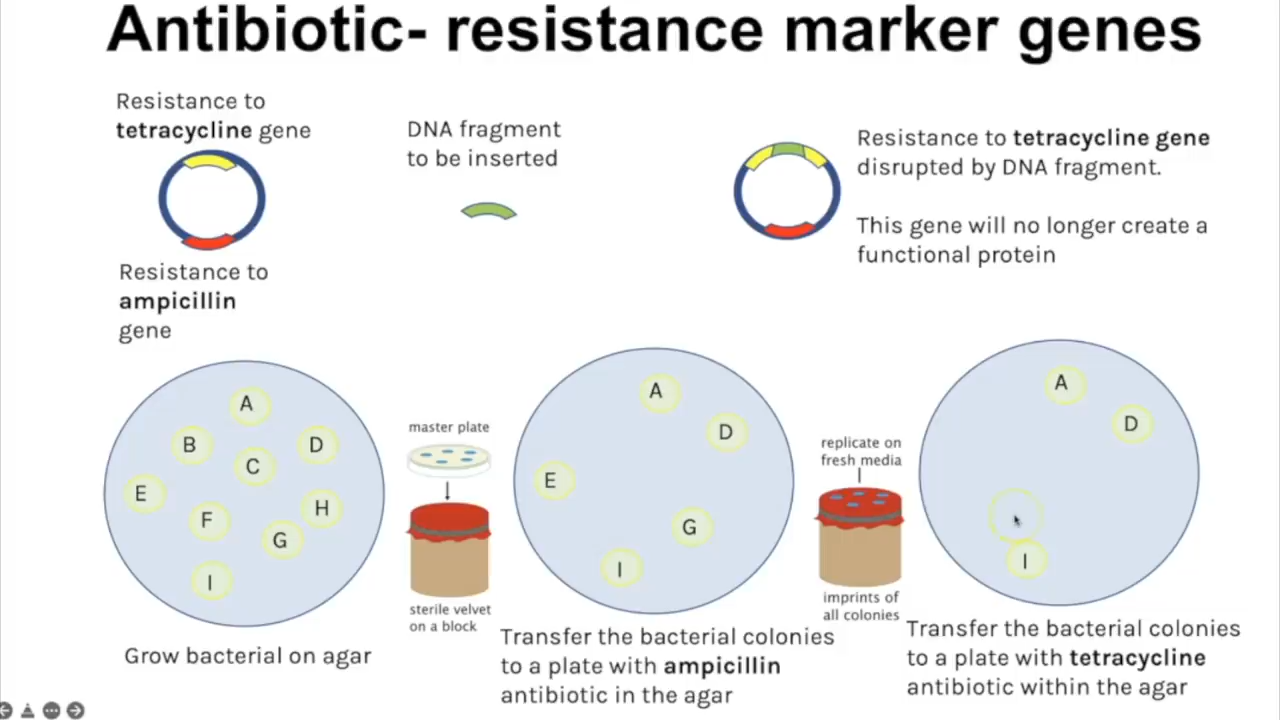 Antibiotic- resistance marker genes
Resistance to
tetracycline gene
DNA fragment
to be inserted
Resistance to tetracycline gene
disrupted by DNA fragment.
This gene will no longer create a
functional protein
Resistance to
ampicillin
gene
A
B
D
C
E
F
H
G
I
Grow bacterial on agar
master plate
sterile velvet
on a block
A
D
E
G
I
Transfer the bacterial colonies
to a plate with ampicillin
antibiotic in the agar
replicate on
fresh media
imprints of
all colonies
A
D
I
Transfer the bacterial colonies
to a plate with tetracycline
antibiotic within the agar